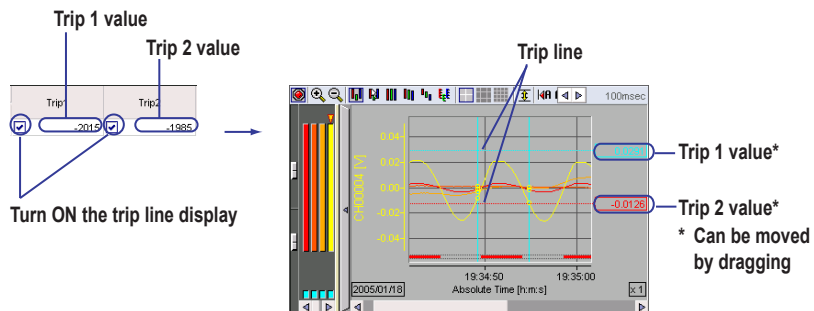 Trip 1 value
Trip 2 value
Trip1 Trip2
-2015 -1985
Turn ON the trip line display
Trip line
100msec
CH00004 [V]
0.04
0.02
0.00
-0.02
-0.04
Trip 1 value*
-0.0126
Trip 2 value*
* Can be moved
by dragging
19:34:50 19:35:00
2005/01/18 Absolute Time [h:m:s] x 1